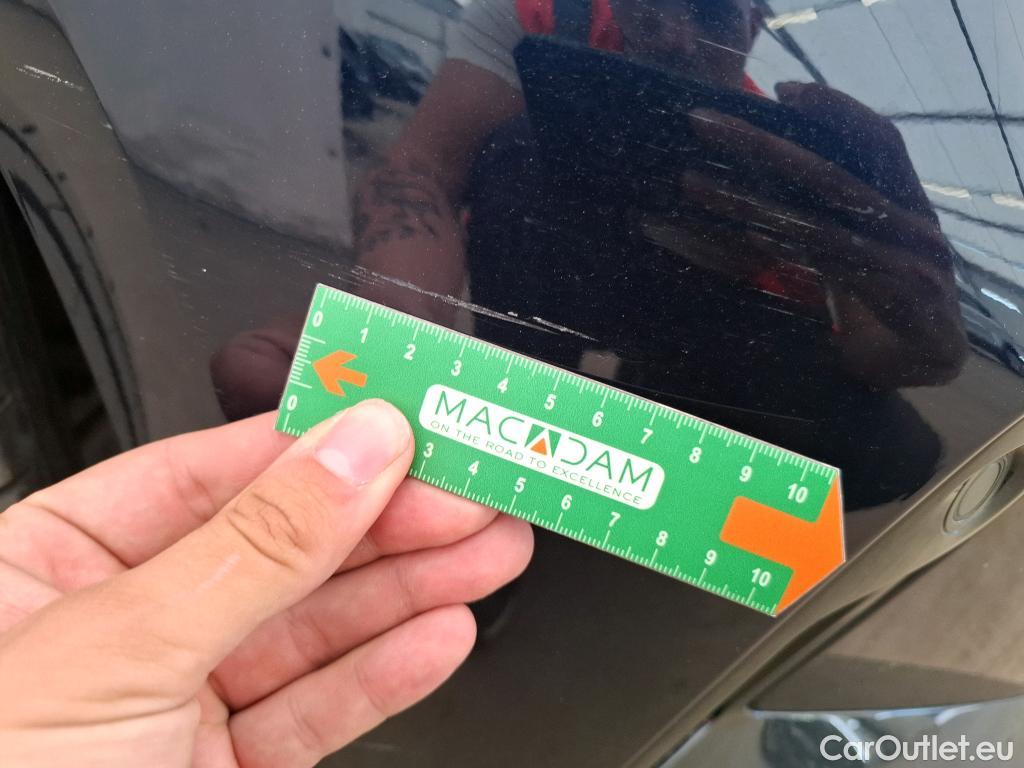 0 1 2 3 4 5 6 7 8 9 10
MACADAM
ON THE ROAD TO EXCELLENCE
0 3 4 5 6 7 8 9 10
CarOutlet.eu